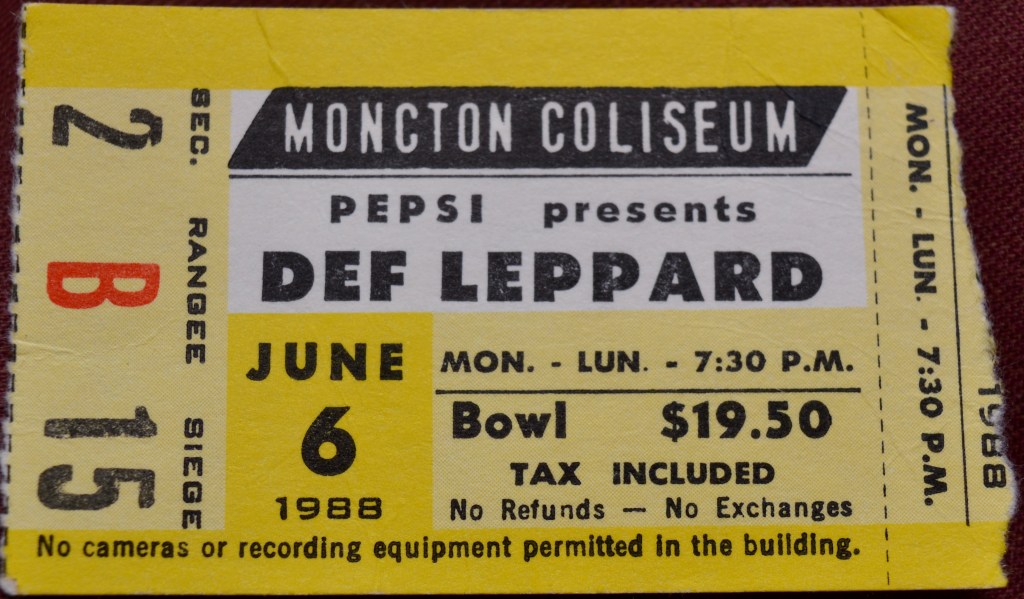 SEC. RANGEE SIEGE
2 B 15
MONCTON COLISEUM
PEPSI presents
DEF LEPPARD
JUNE
6
1988
MON. - LUN. - 7:30 P.M.
Bowl $19.50
TAX INCLUDED
No Refunds — No Exchanges
No cameras or recording equipment permitted in the building.
MON. - LUN. - 7:30 P.M.
1988